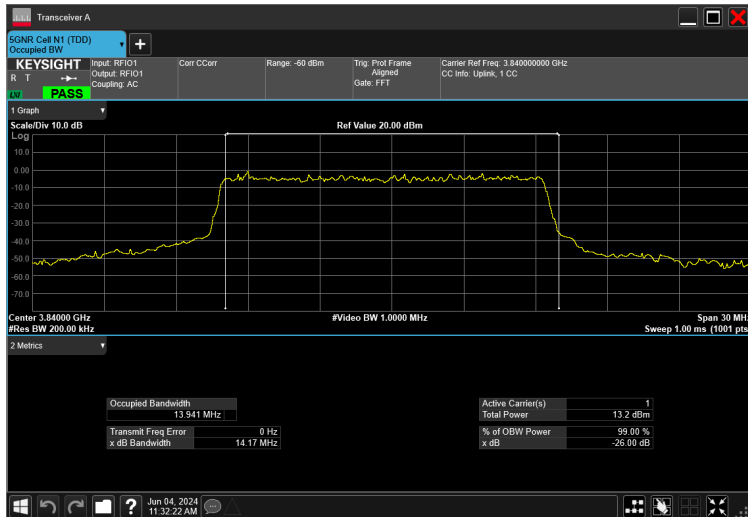 Transceiver A
5GNR Cell N1 (TDD)
Occupied BW
KEYSIGHT
R T
LXI
PASS
Input: RFIO1
Output: RFIO1
Coupling: AC
Corr CCorr
Range: -60 dBm
Trig: Prot Frame
Aligned
Gate: FFT
Carrier Ref Freq: 3.840000000 GHz
CC Info: Uplink, 1 CC
1 Graph
Scale/Div 10.0 dB
Ref Value 20.00 dBm
Log
10.0
0.00
-10.0
-20.0
-30.0
-40.0
-50.0
-60.0
-70.0
Center 3.84000 GHz
#Video BW 1.0000 MHz
Span 30 MHz
#Res BW 200.00 kHz
Sweep 1.00 ms (1001 pts
2 Metrics
Occupied Bandwidth
13.941 MHz
Transmit Freq Error 0 Hz
x dB Bandwidth 14.17 MHz
Active Carrier(s) 1
Total Power 13.2 dBm
% of OBW Power 99.00 %
x dB -26.00 dB
?
Jun 04, 2024
11:32:22 AM